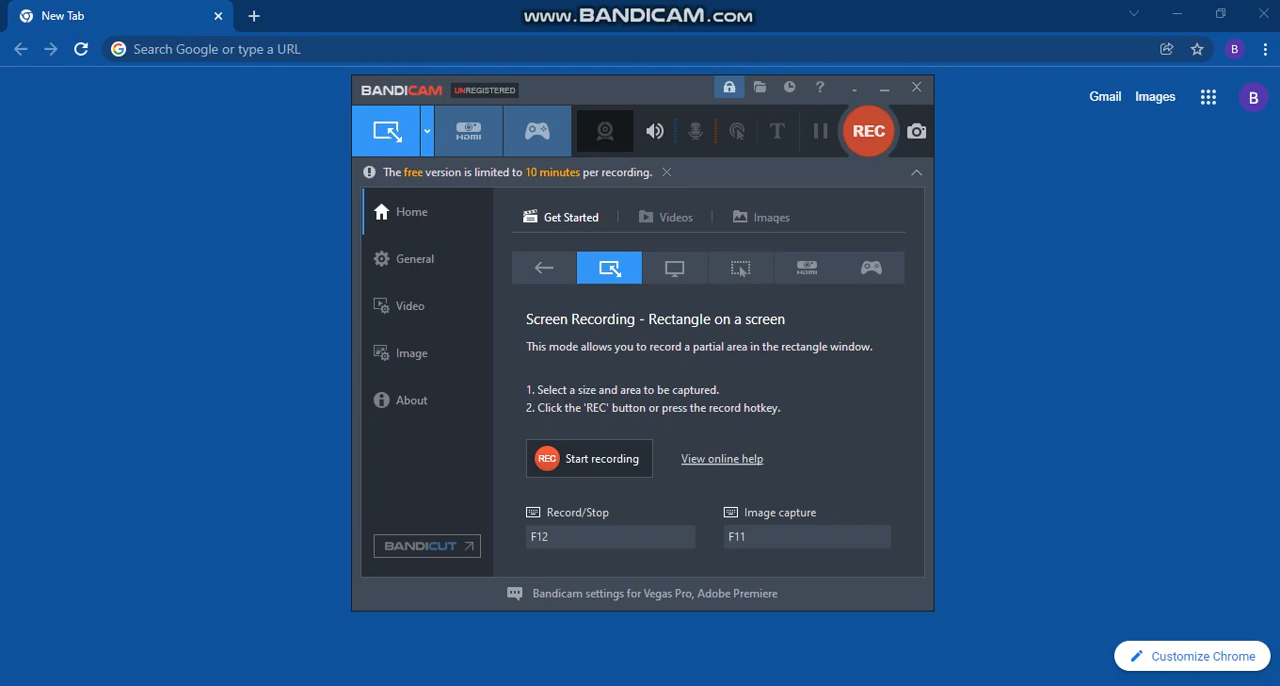 New Tab
www.BANDICAM.com
Search Google or type a URL
B
Gmail
Images
B
BANDICAM
UNREGISTERED
?
HDMI
T
REC
The free version is limited to 10 minutes per recording.
Home
General
Video
Image
About
BANDICUT
Get Started
Videos
Images
HDMI
Screen Recording - Rectangle on a screen
This mode allows you to record a partial area in the rectangle window.
1. Select a size and area to be captured.
2. Click the 'REC' button or press the record hotkey.
REC Start recording
View online help
Record/Stop
Image capture
F12
F11
Bandicam settings for Vegas Pro, Adobe Premiere
Customize Chrome